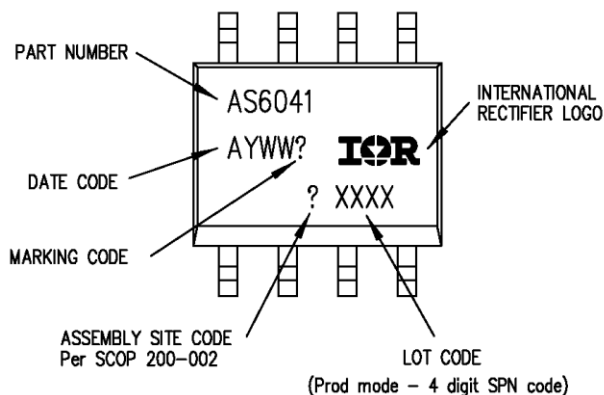 PART NUMBER
AS6041
INTERNATIONAL
RECTIFIER LOGO
AYWW?
IOR
DATE CODE
? XXXX
MARKING CODE
ASSEMBLY SITE CODE
Per SCOP 200-002
LOT CODE
(Prod mode - 4 digit SPN code)